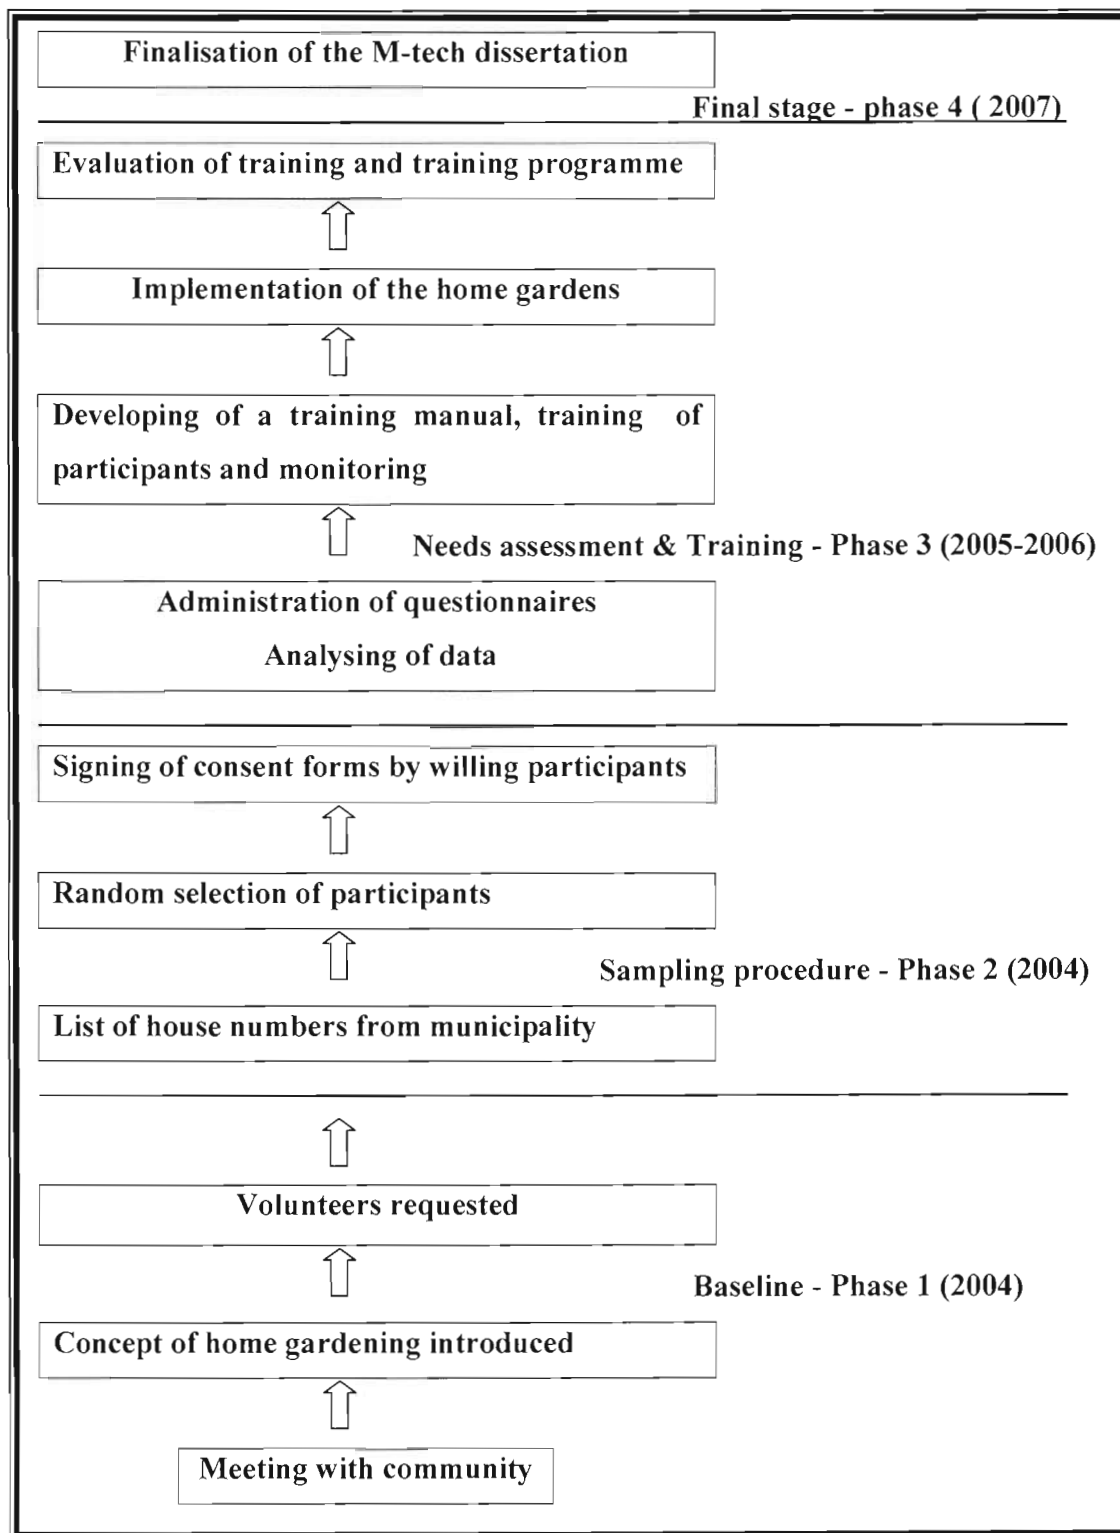 Finalisation of the M-tech dissertation
Final stage - phase 4 ( 2007)
Evaluation of training and training programme
Implementation of the home gardens
Developing of a training manual, training of
participants and monitoring
Needs assessment & Training - Phase 3 (2005-2006)
Administration of questionnaires
Analysing of data
Signing of consent forms by willing participants
Random selection of participants
Sampling procedure - Phase 2 (2004)
List of house numbers from municipality
Volunteers requested
Baseline - Phase 1 (2004)
Concept of home gardening introduced
Meeting with community